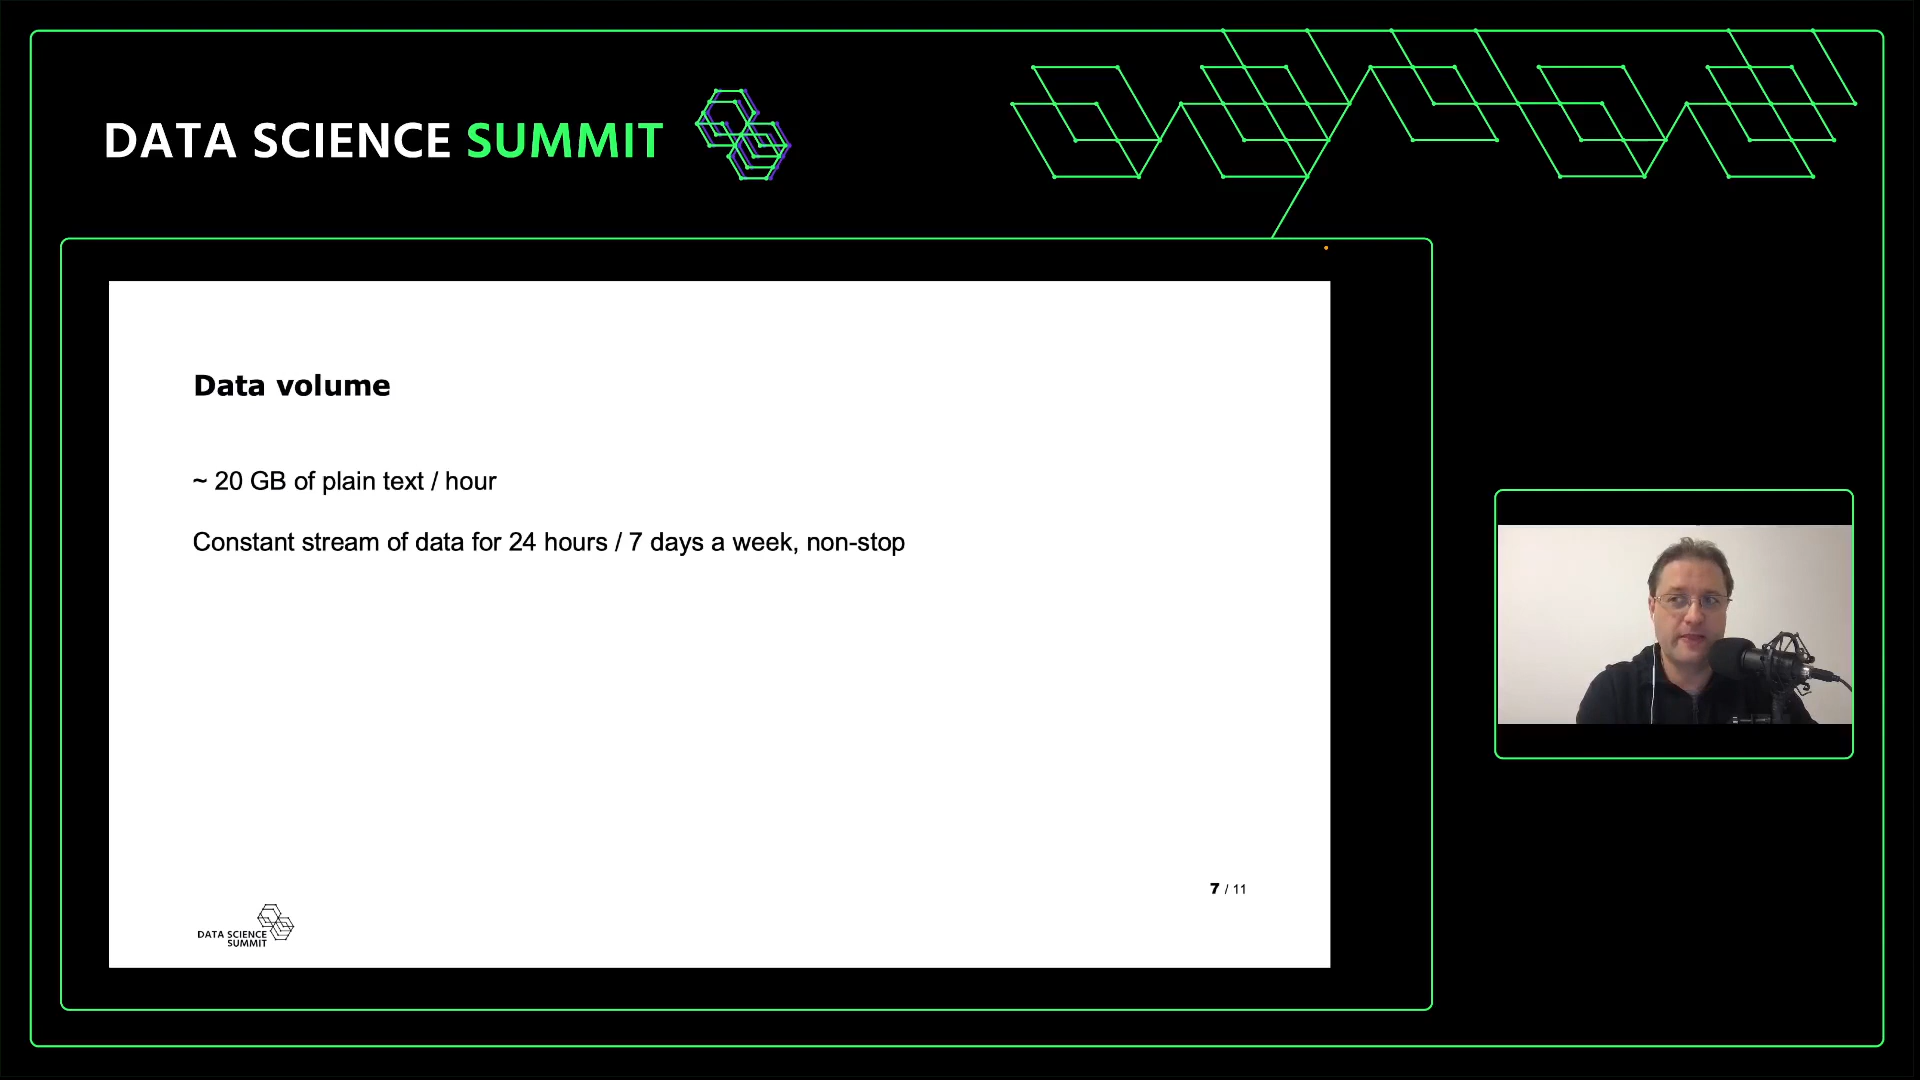 DATA SCIENCE SUMMIT
Data volume
~ 20 GB of plain text / hour
Constant stream of data for 24 hours / 7 days a week, non-stop
7 / 11
DATA SCIENCE
SUMMIT